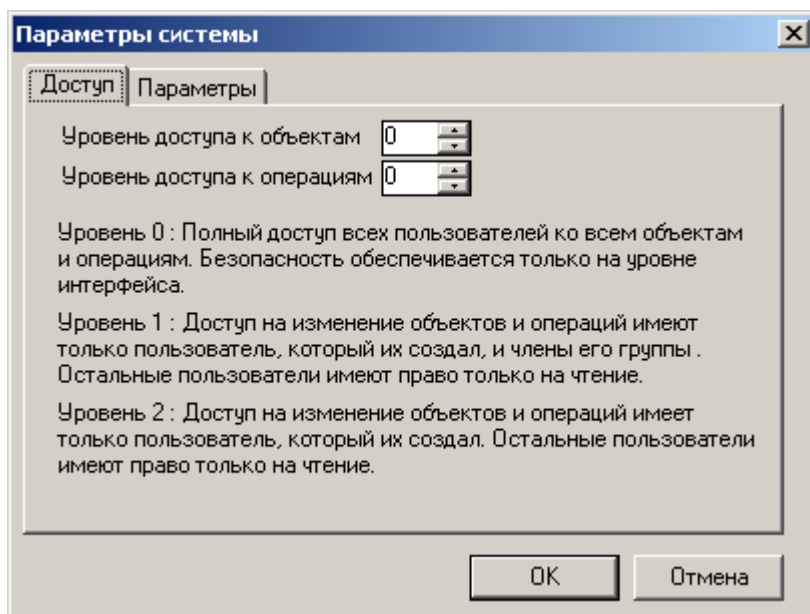 Параметры системы
Доступ Параметры
Уровень доступа к объектам 0
Уровень доступа к операциям 0
Уровень 0 : Полный доступ всех пользователей ко всем объектам
и операциям. Безопасность обеспечивается только на уровне
интерфейса.
Уровень 1 : Доступ на изменение объектов и операций имеют
только пользователь, который их создал, и члены его группы .
Остальные пользователи имеют право только на чтение.
Уровень 2 : Доступ на изменение объектов и операций имеет
только пользователь, который их создал. Остальные пользователи
имеют право только на чтение.
OK Отмена